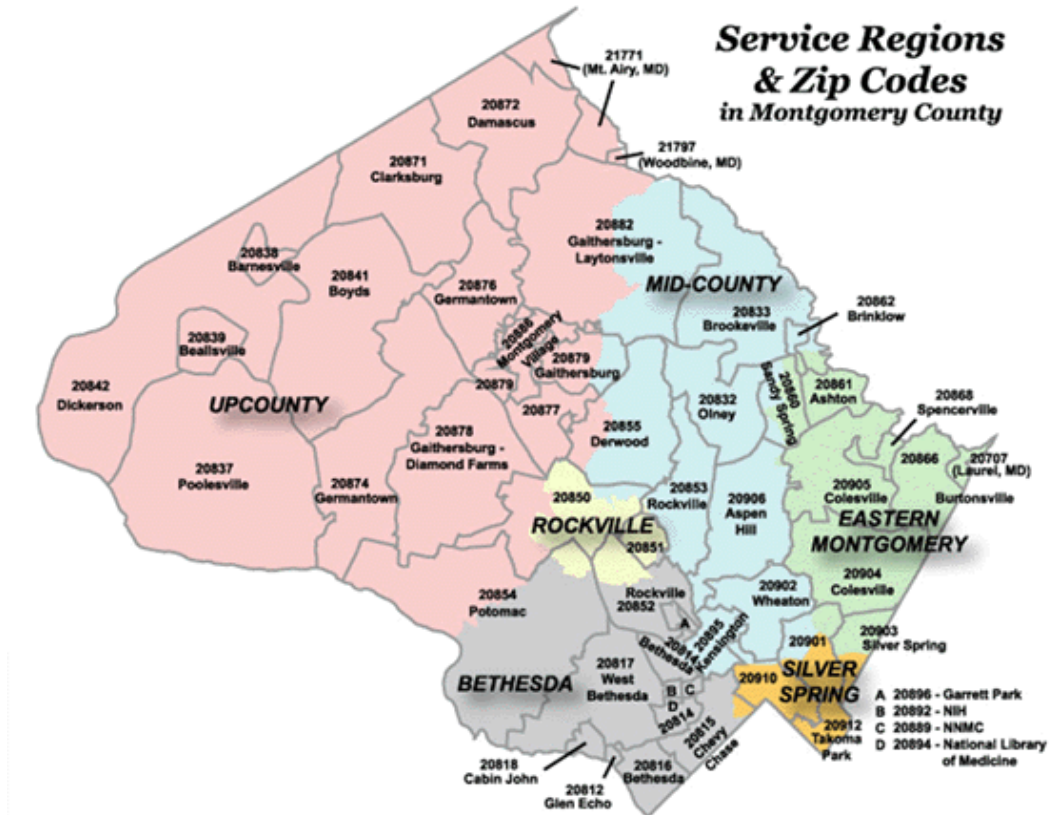 Service Regions
& Zip Codes
in Montgomery County
21771
(Mt. Airy, MD)
20872
Damascus
21797
(Woodbine, MD)
20871
Clarksburg
20882
Gaithersburg -
Laytonsville
20838
Barnesville
20841
Boyds
20876
Germantown
MID-COUNTY
20833
Brookeville
20862
Brinklow
20839
Beallsville
20886
Montgomery
Village
20879
Gaithersburg
20842
Dickerson
UPCOUNTY
20879
20877
20832
Olney
20860
Sandy Spring
20861
Ashton
20868
Spencerville
20878
Gaithersburg -
Diamond Farms
20855
Derwood
20866
20707
(Laurel, MD)
Burtonsville
20837
Poolesville
20874
Germantown
20850
ROCKVILLE
20851
20853
Rockville
20906
Aspen
Hill
20905
Colesville
EASTERN
MONTGOMERY
20904
Colesville
20854
Potomac
Rockville
20852
A
20902
Wheaton
20814
Bethesda
20895
Kensington
20901
20903
Silver Spring
BETHESDA
20817
West
Bethesda
B
C
D
20814
20910
SILVER
SPRING
20815
Chevy
Chase
20912
Takoma
Park
20818
Cabin John
20812
Glen Echo
20816
Bethesda
A 20896 - Garrett Park
B 20892 - NIH
C 20889 - NNMC
D 20894 - National Library
of Medicine